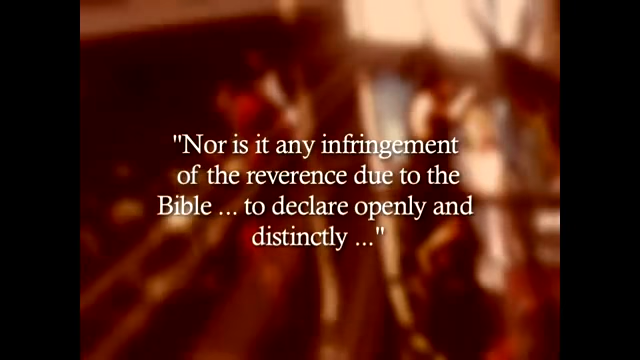 "Nor is it any infringement
of the reverence due to the
Bible ... to declare openly and
distinctly ..."